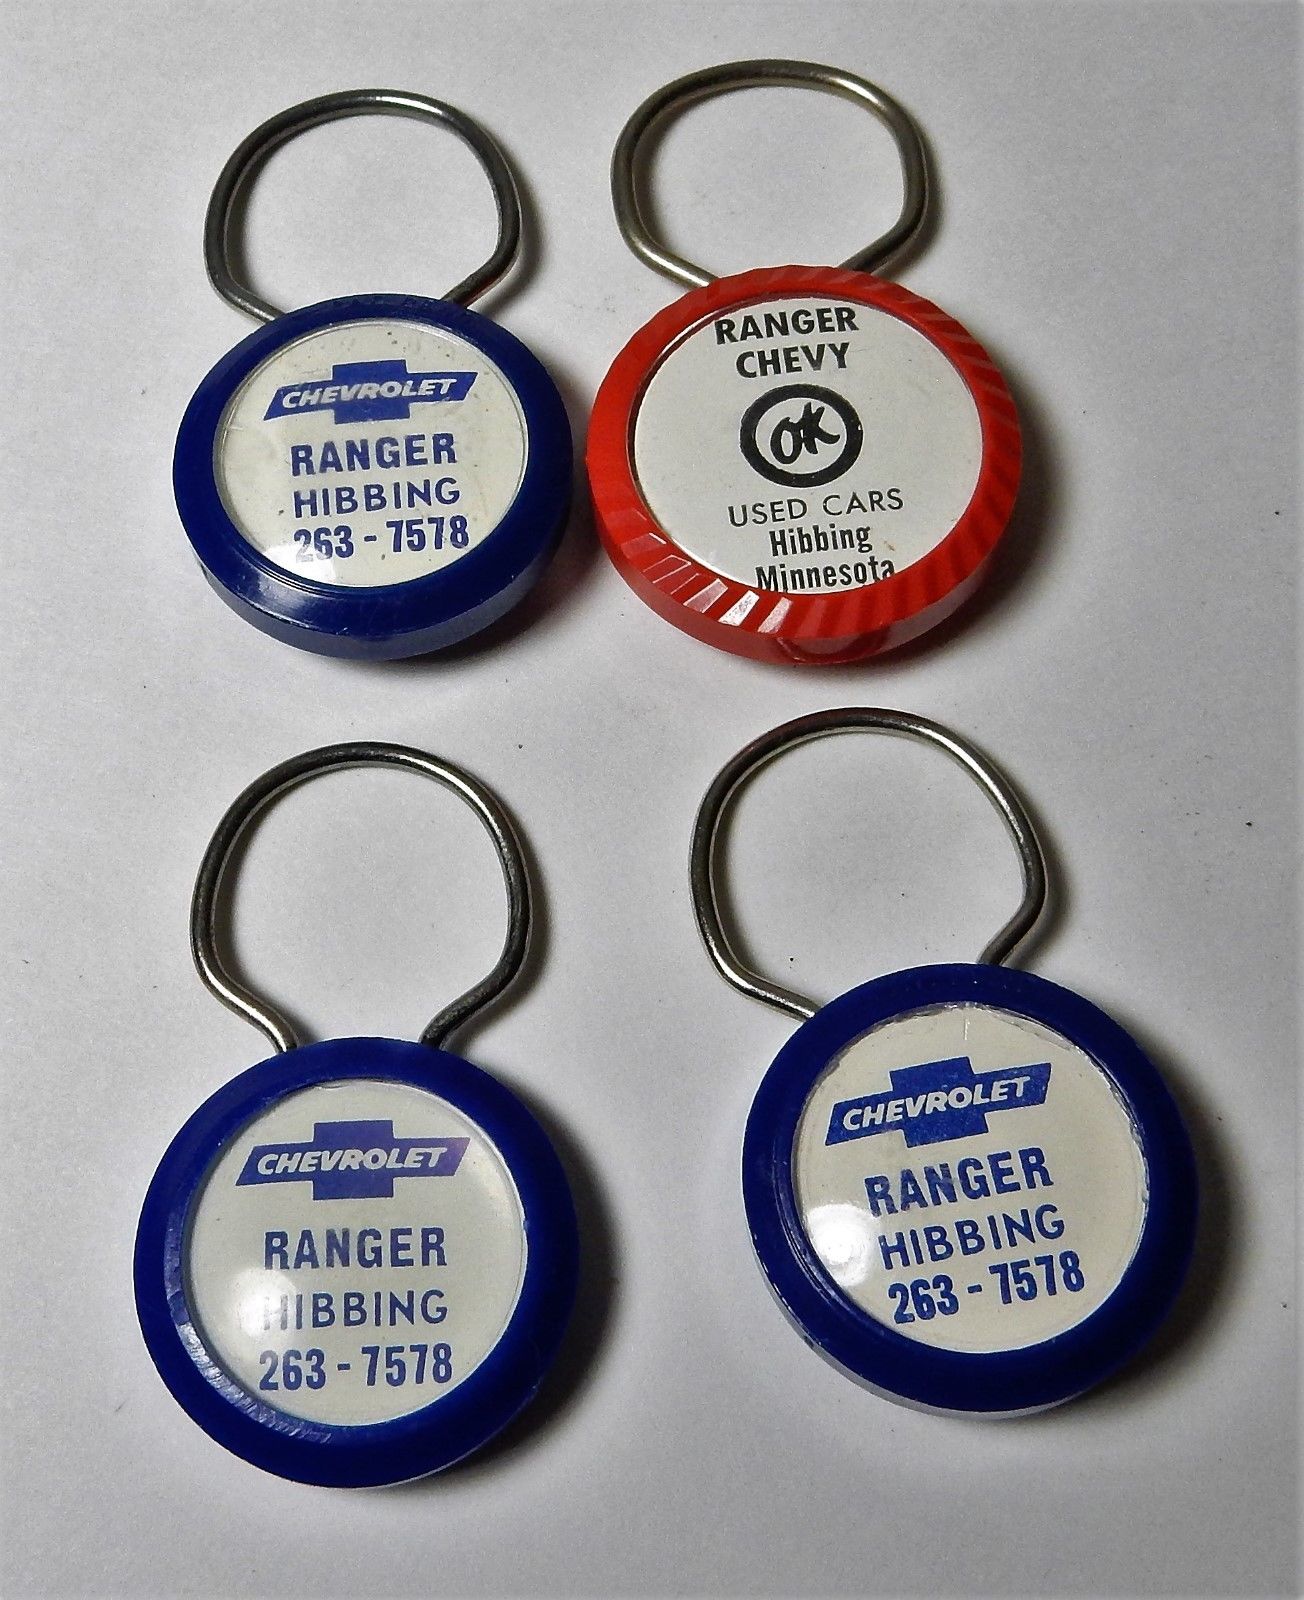 CHEVROLET
RANGER
HIBBING
263-7578
RANGER
CHEVY
OK
USED CARS
Hibbing
Minnesota
CHEVROLET
RANGER
HIBBING
263-7578
CHEVROLET
RANGER
HIBBING
263-7578